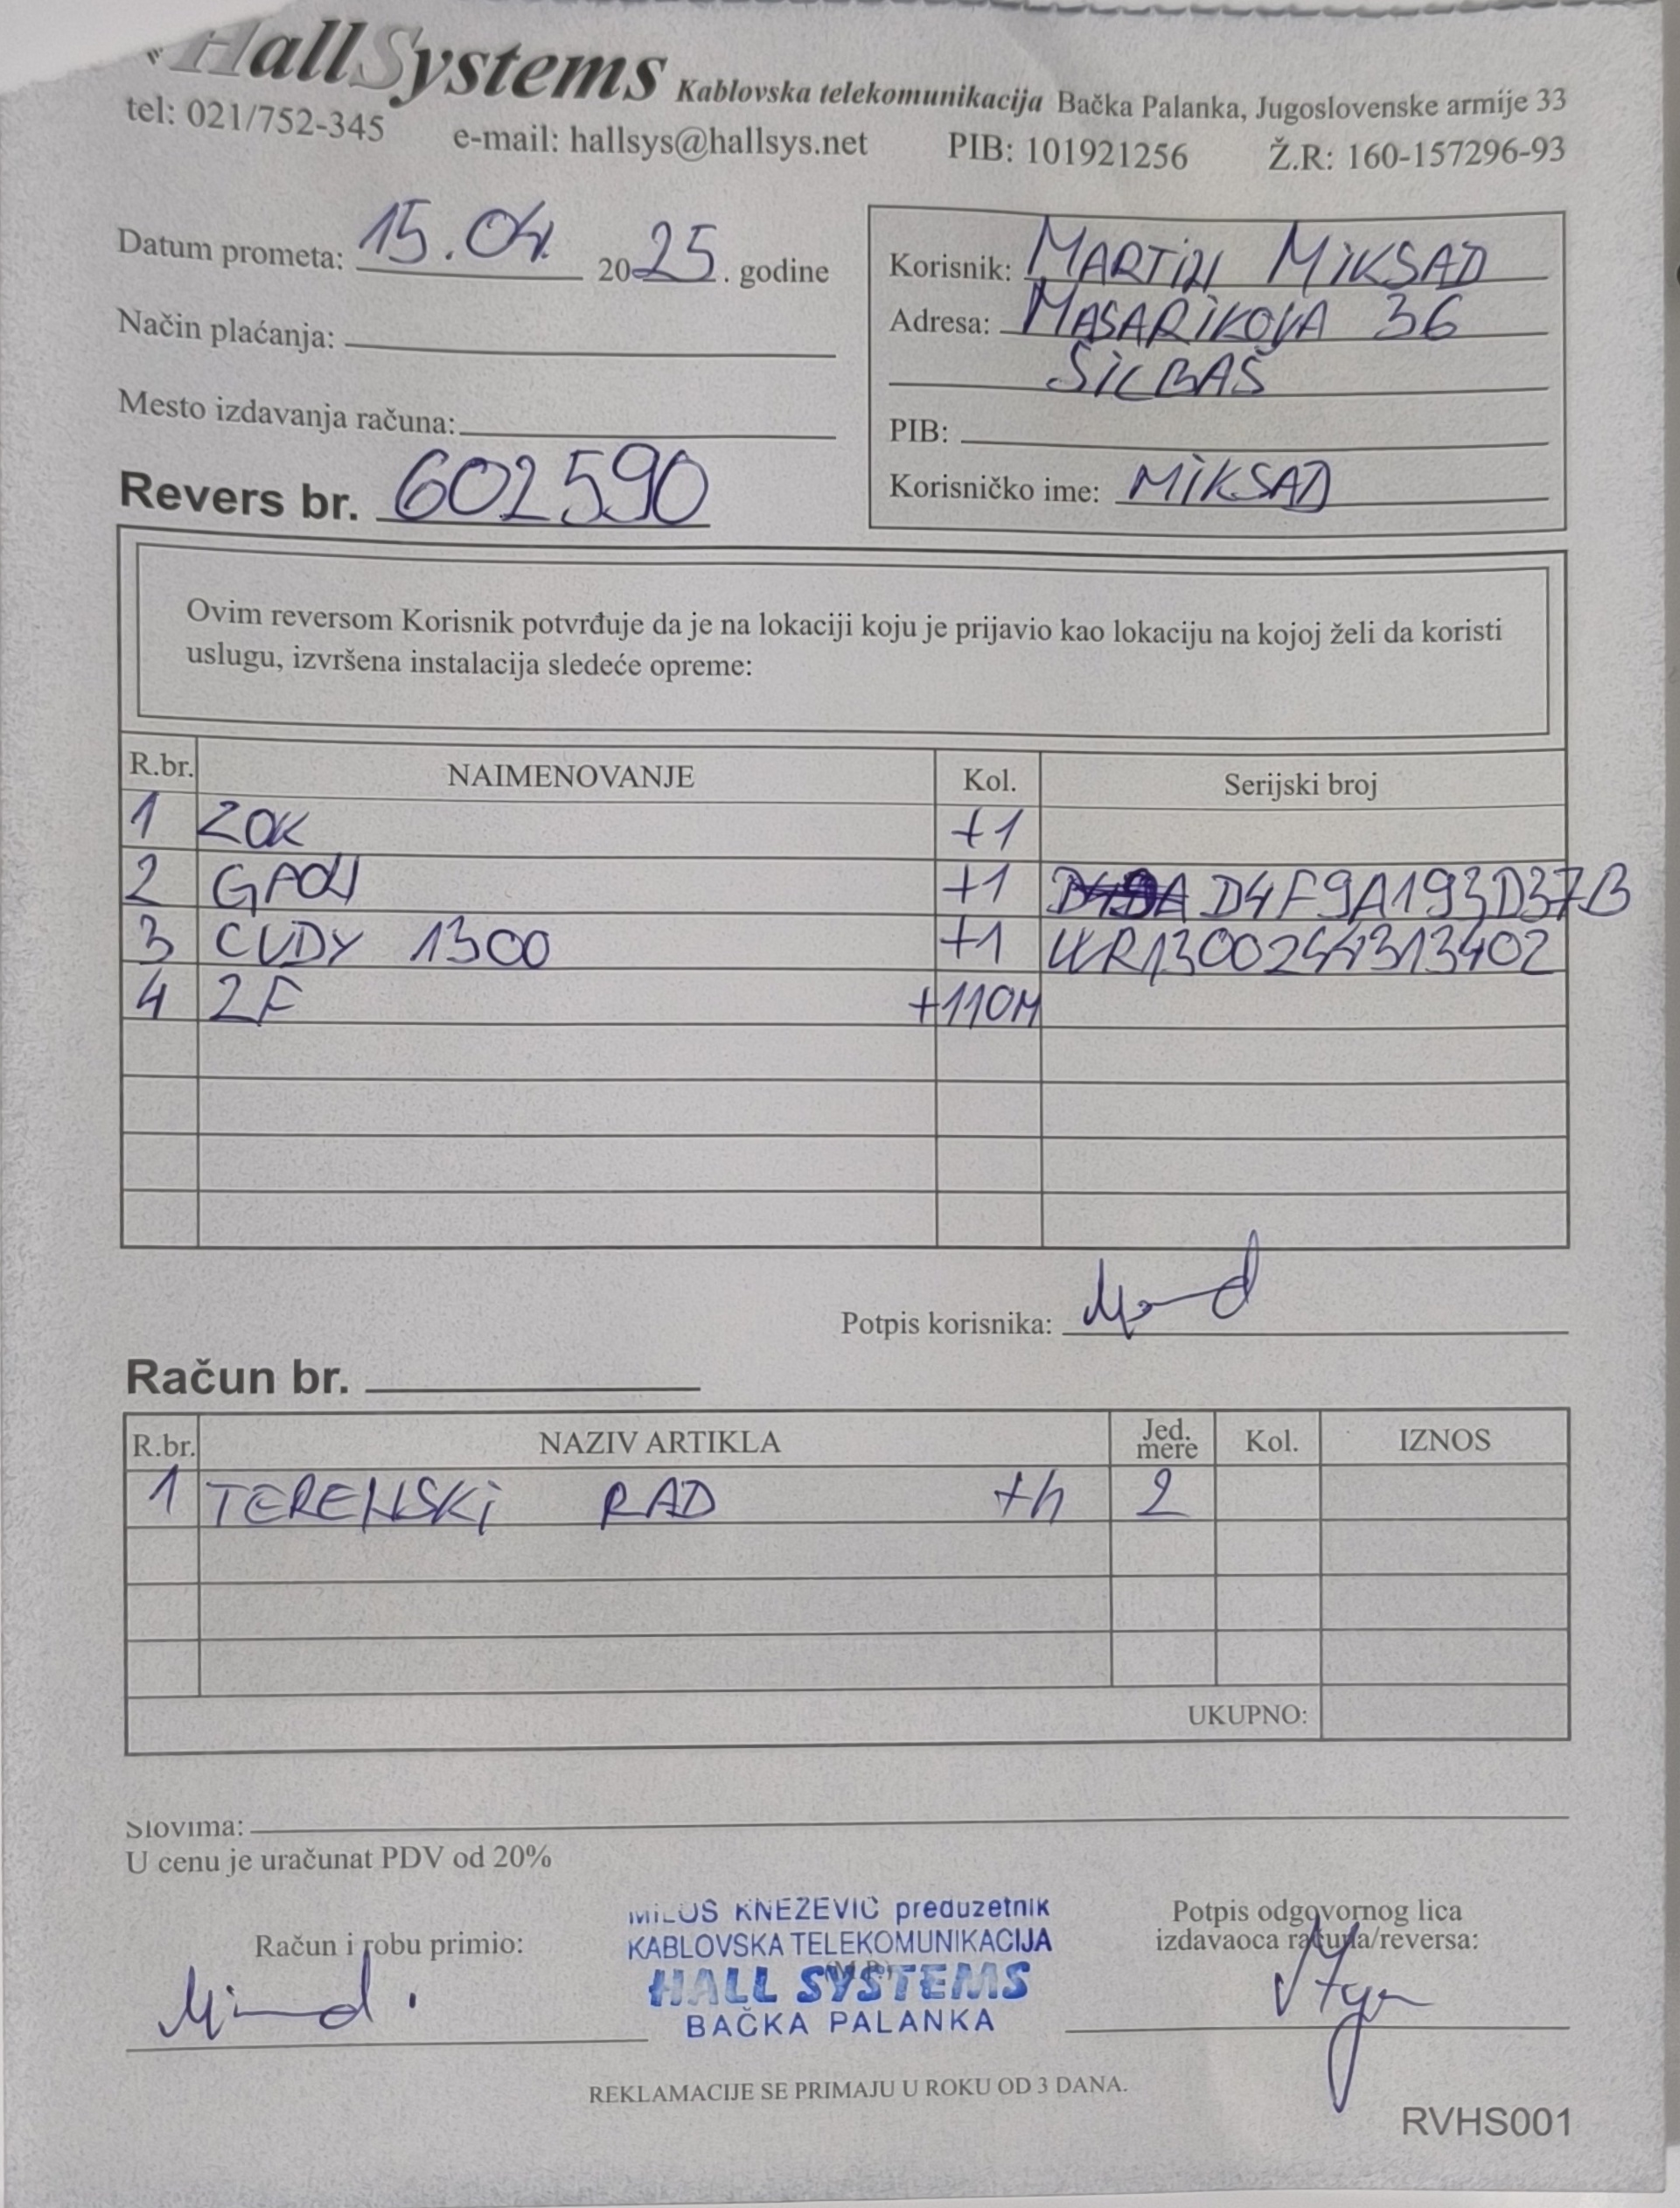 HallSystems Kablovska telekomunikacija Bačka Palanka, Jugoslovenske armije 33
tel: 021/752-345 e-mail: hallsys@hallsys.net PIB: 101921256 Ž.R: 160-157296-93
Datum prometa: 15.04. 2025. godine
Način plaćanja:
Mesto izdavanja računa:
Revers br. 602590
Korisnik: MARTIN MIKSAD
Adresa: MASARIKOVA 36
SILBAŠ
PIB:
Korisničko ime: MIKSAD
Ovim reversom Korisnik potvrđuje da je na lokaciji koju je prijavio kao lokaciju na kojoj želi da koristi
uslugu, izvršena instalacija sledeće opreme:
R.br. NAIMENOVANJE Kol. Serijski broj
1 ZOK +1
2 GPON +1 D4F9A193D37B
3 CUDY 1300 +1 WR1300244313402
4 2F +110M
Potpis korisnika:
Račun br.
R.br. NAZIV ARTIKLA Jed. mere Kol. IZNOS
1 TERENSKI RAD +h 2
UKUPNO:
Slovima:
U cenu je uračunat PDV od 20%
Račun i robu primio:
MILOŠ KNEŽEVIĆ preduzetnik
KABLOVSKA TELEKOMUNIKACIJA
HALL SYSTEMS
BAČKA PALANKA
Potpis odgovornog lica
izdavaoca računa/reversa:
REKLAMACIJE SE PRIMAJU U ROKU OD 3 DANA.
RVHS001